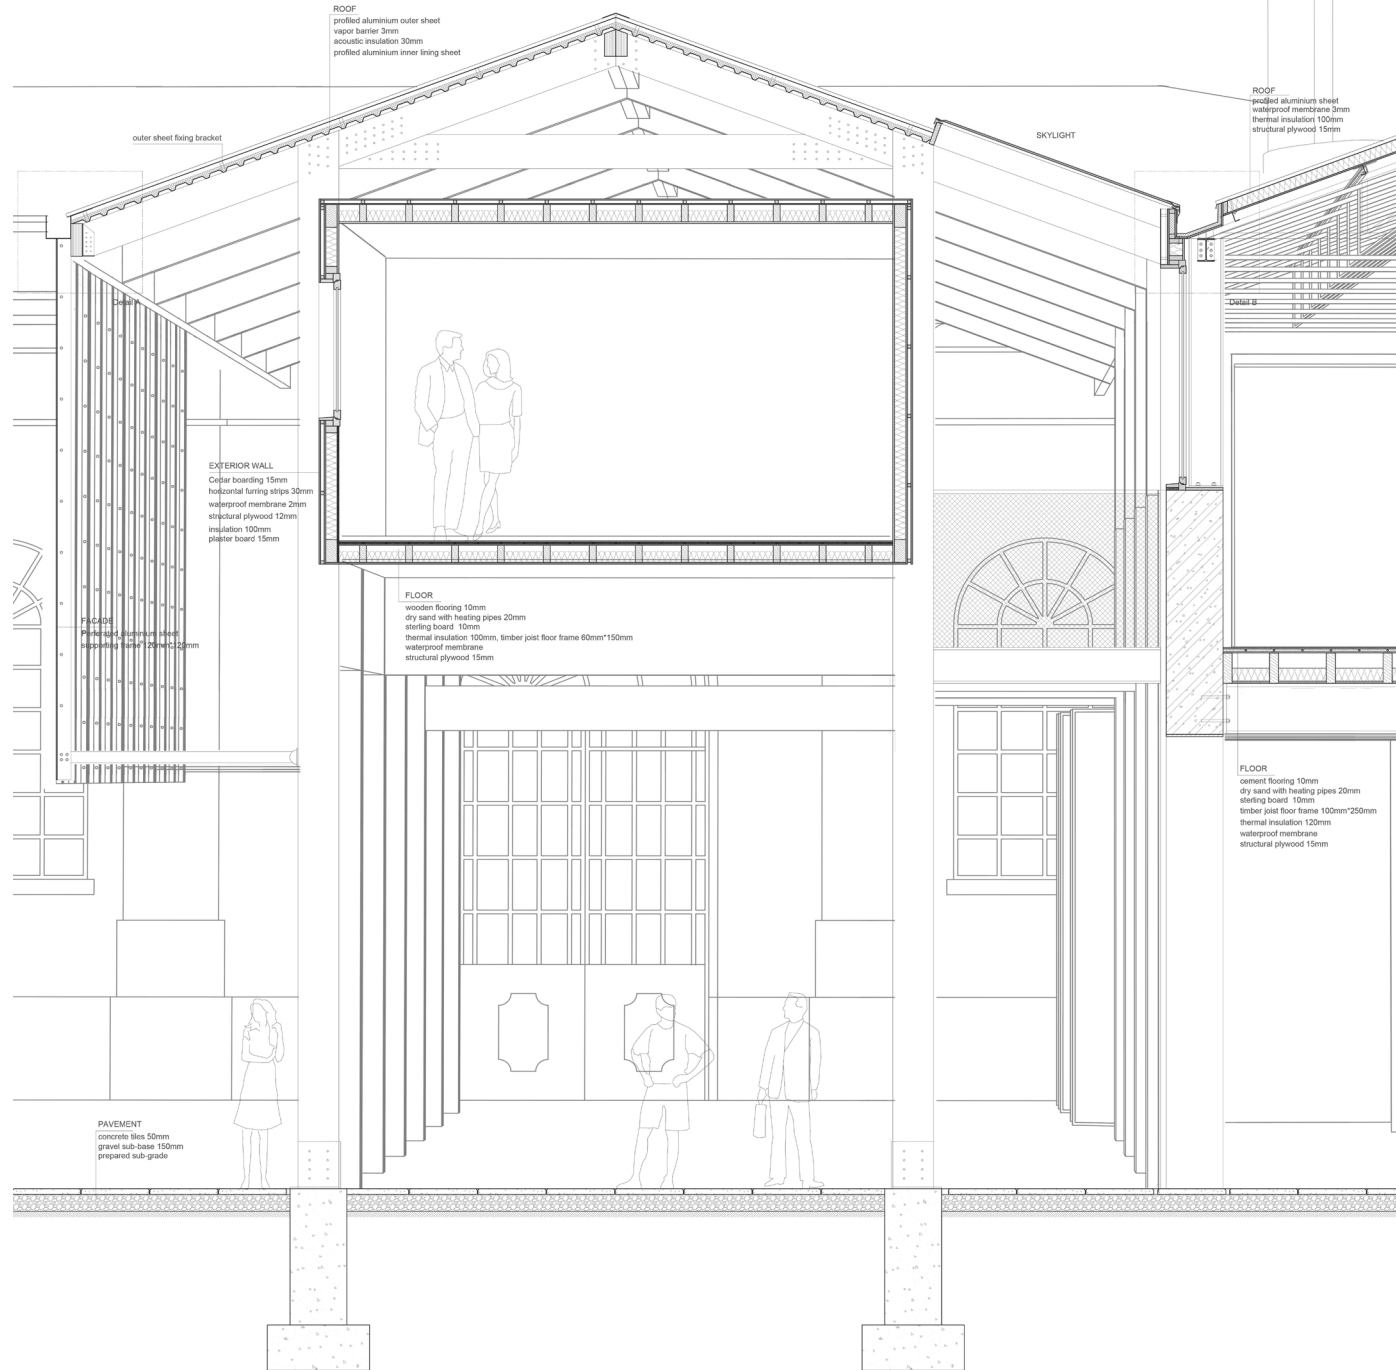 ROOF
profiled aluminium outer sheet
vapor barrier 3mm
acoustic insulation 30mm
profiled aluminium inner lining sheet
outer sheet fixing bracket
SKYLIGHT
ROOF
profiled aluminium sheet
waterproof membrane 3mm
thermal insulation 100mm
structural plywood 15mm
Detail A
Detail B
EXTERIOR WALL
Cedar boarding 15mm
horizontal furring strips 30mm
waterproof membrane 2mm
structural plywood 12mm
insulation 100mm
plaster board 15mm
FACADE
Perforated aluminium sheet
supporting frame 120mm*120mm
FLOOR
wooden flooring 10mm
dry sand with heating pipes 20mm
sterling board 10mm
thermal insulation 100mm, timber joist floor frame 60mm*150mm
waterproof membrane
structural plywood 15mm
FLOOR
cement flooring 10mm
dry sand with heating pipes 20mm
sterling board 10mm
timber joist floor frame 100mm*250mm
thermal insulation 120mm
waterproof membrane
structural plywood 15mm
PAVEMENT
concrete tiles 50mm
gravel sub-base 150mm
prepared sub-grade